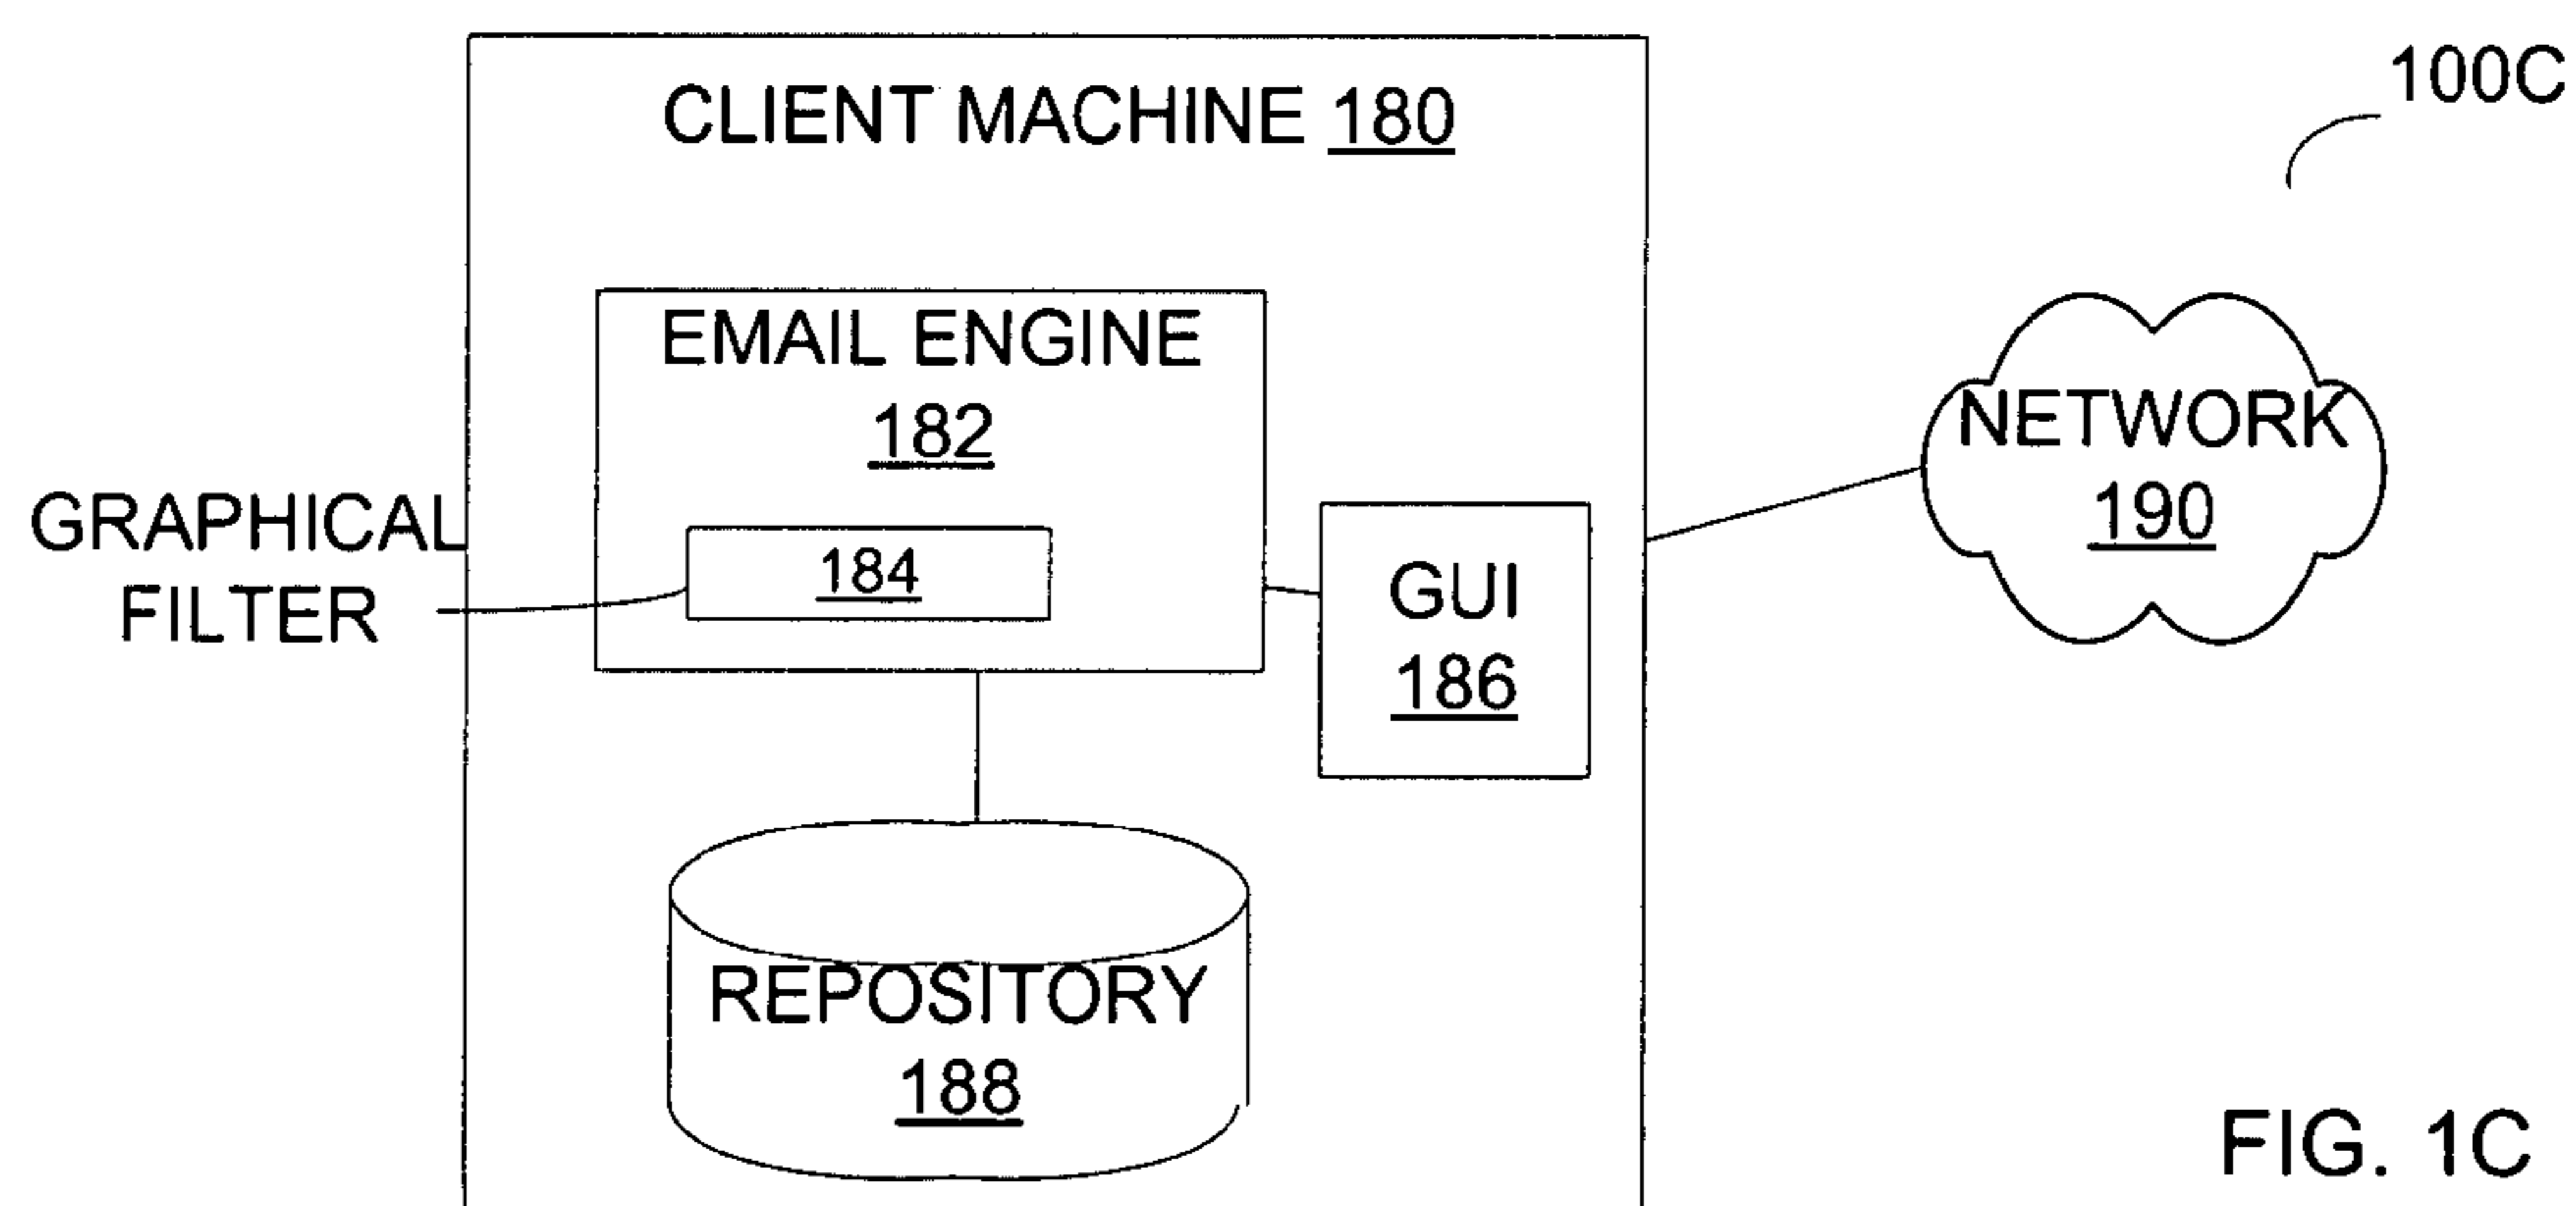 100C
CLIENT MACHINE 180
EMAIL ENGINE
182
GRAPHICAL
FILTER
184
GUI
186
NETWORK
190
REPOSITORY
188
FIG. 1C